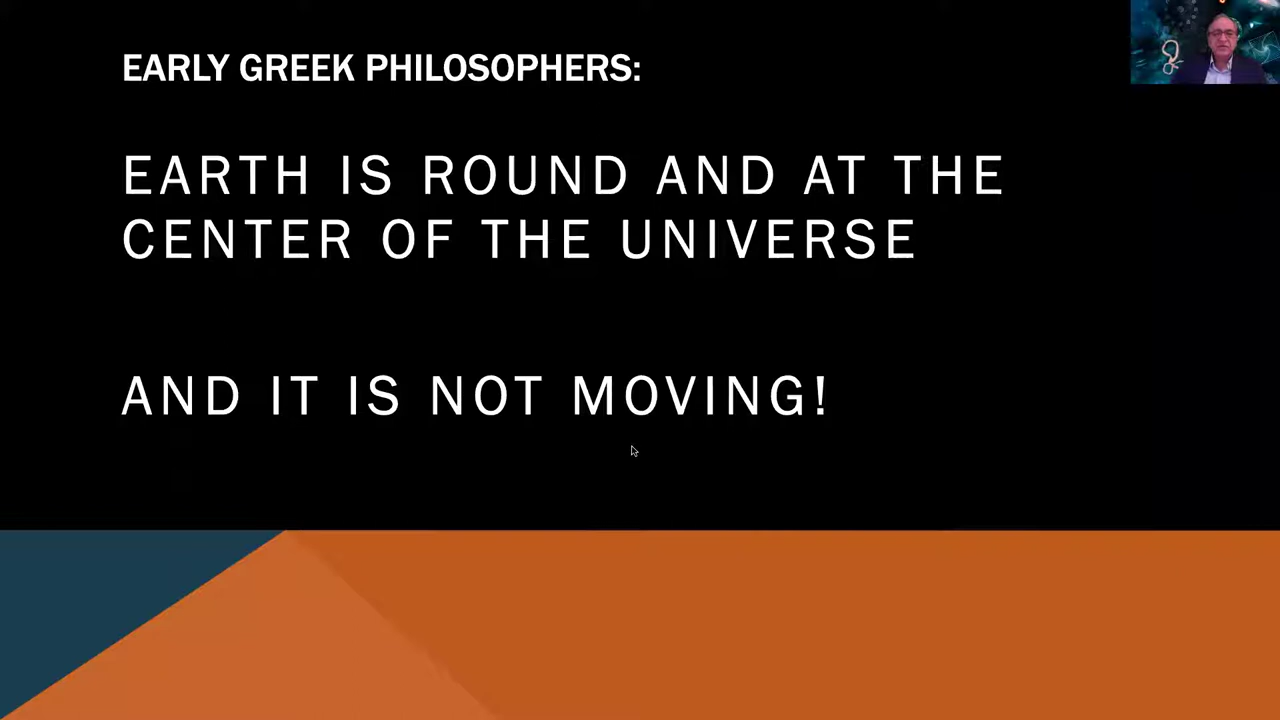 EARLY GREEK PHILOSOPHERS:
EARTH IS ROUND AND AT THE
CENTER OF THE UNIVERSE
AND IT IS NOT MOVING!